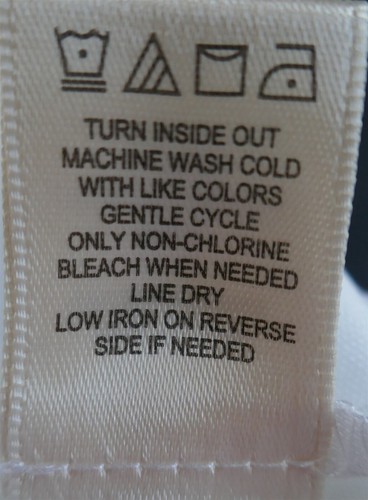 TURN INSIDE OUT
MACHINE WASH COLD
WITH LIKE COLORS
GENTLE CYCLE
ONLY NON-CHLORINE
BLEACH WHEN NEEDED
LINE DRY
LOW IRON ON REVERSE
SIDE IF NEEDED